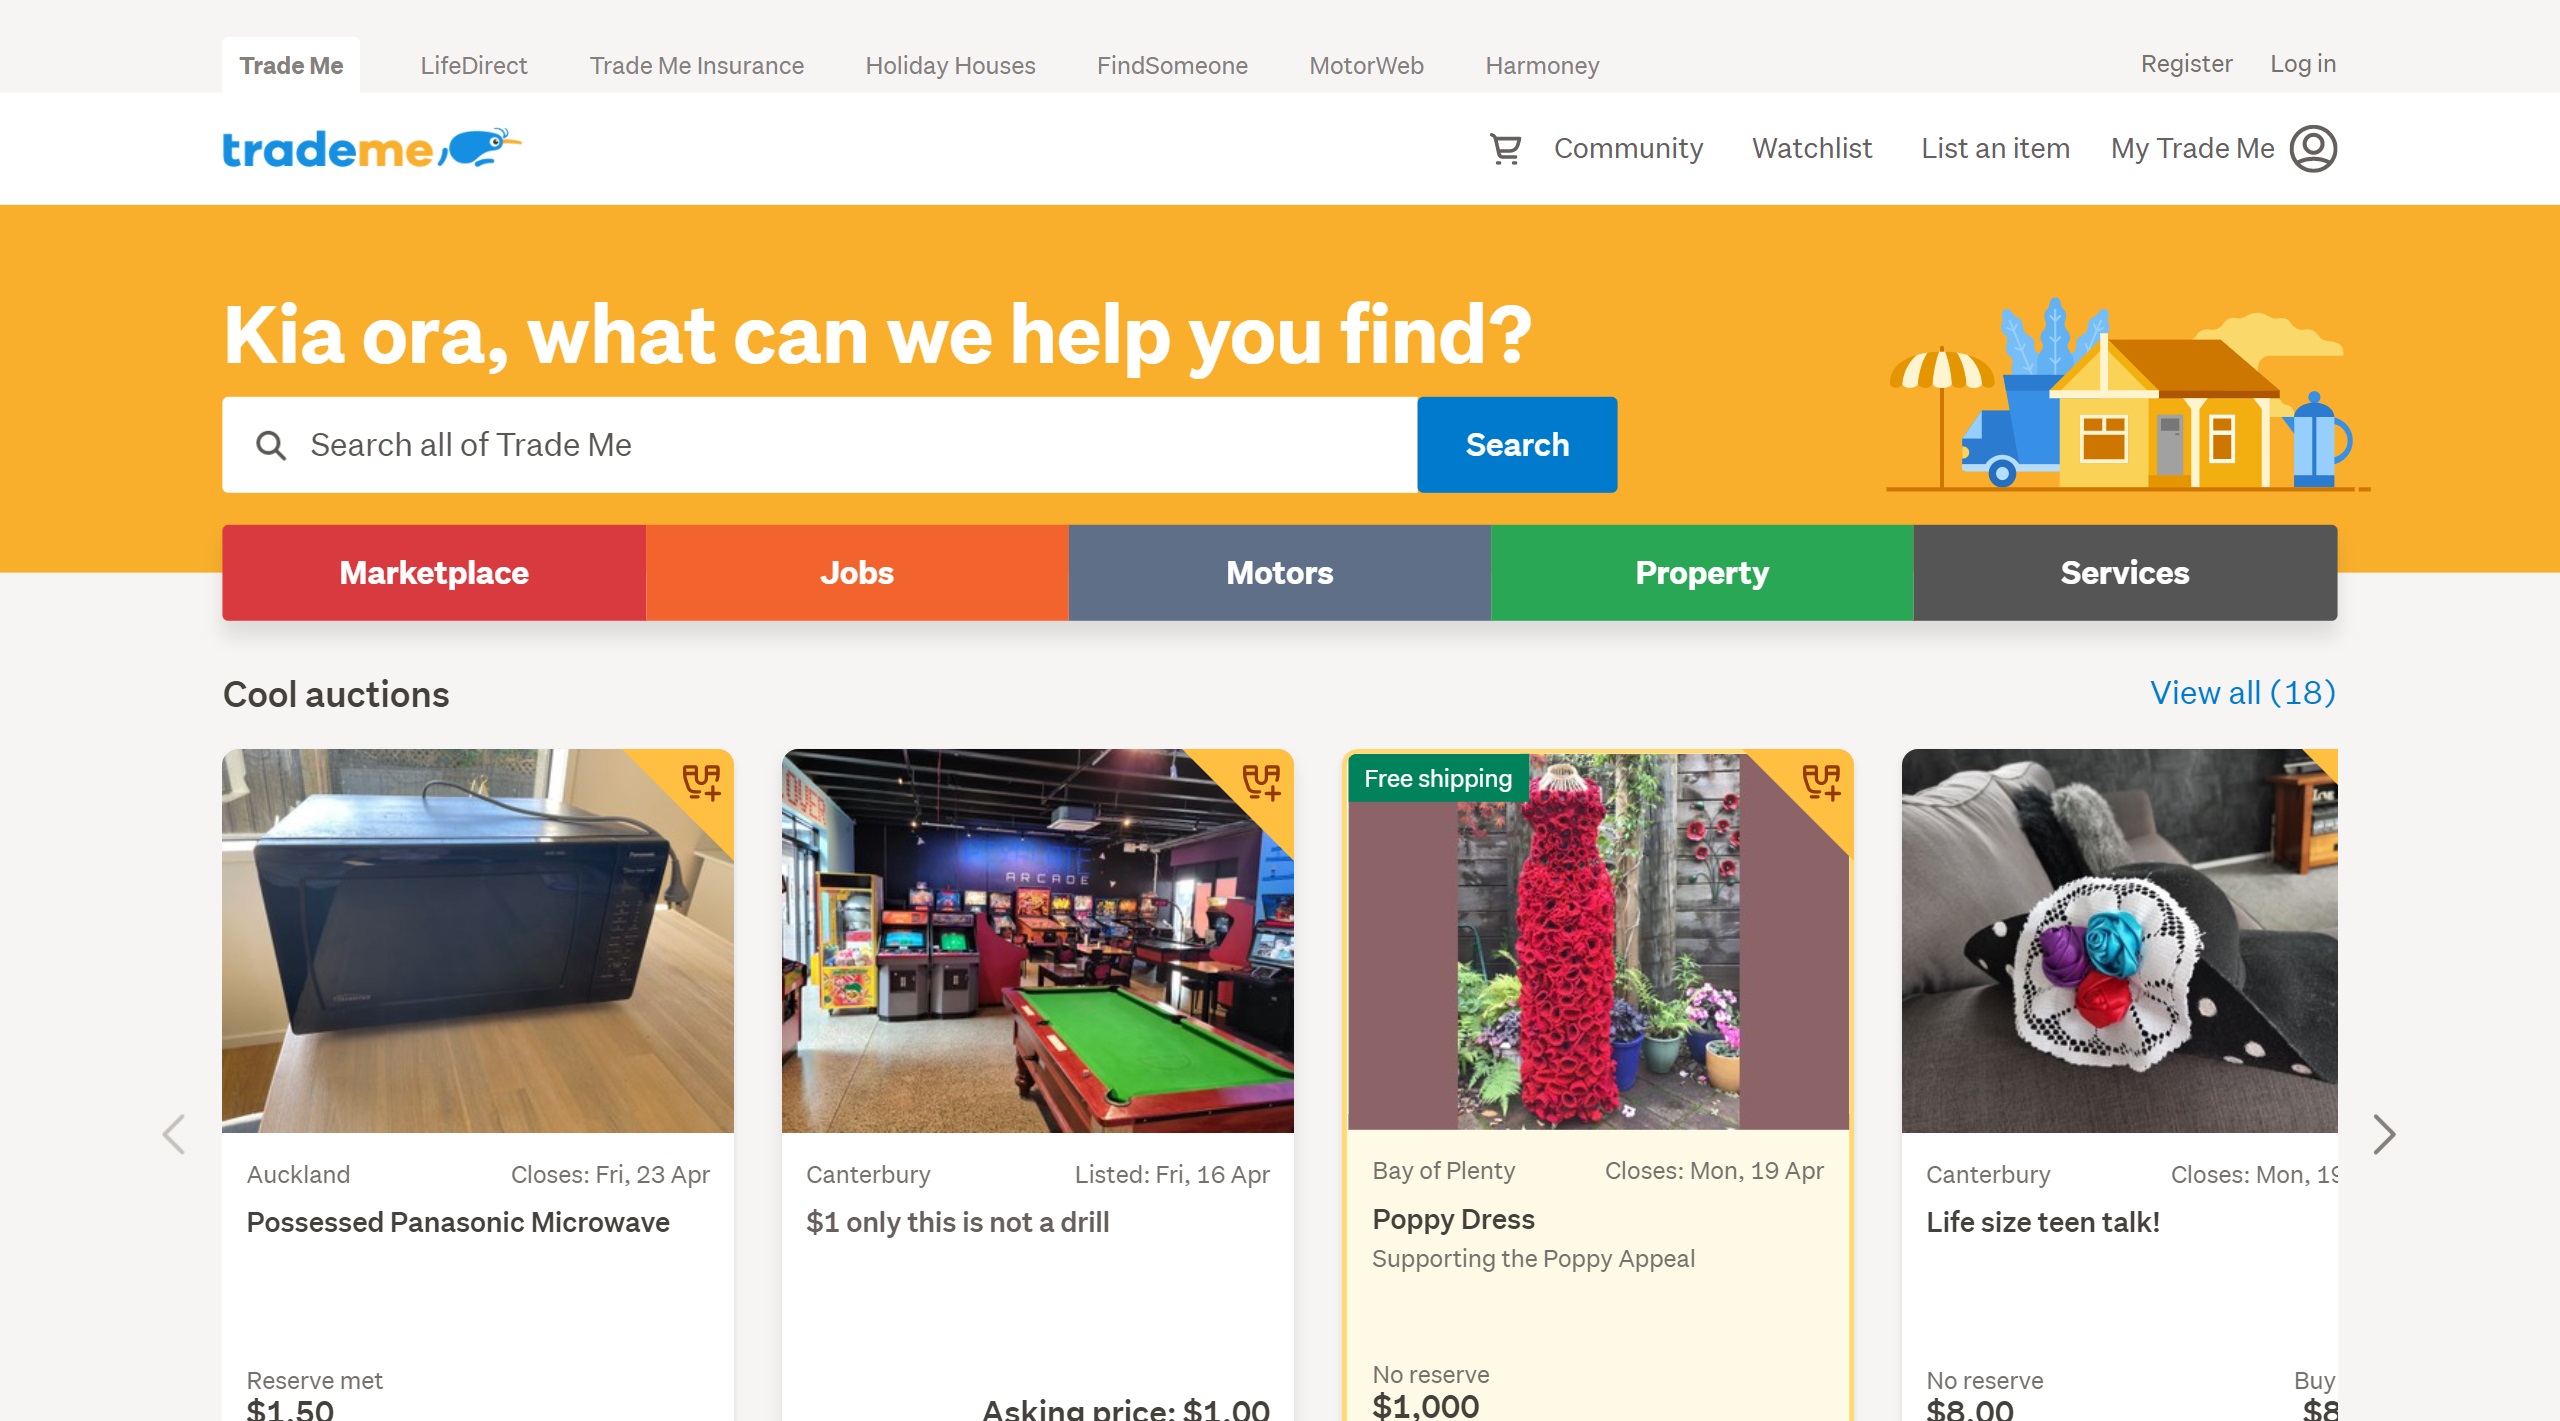 Trade Me
LifeDirect
Trade Me Insurance
Holiday Houses
FindSomeone
MotorWeb
Harmoney
Register
Log in
trademe
Community
Watchlist
List an item
My Trade Me
Kia ora, what can we help you find?
Search all of Trade Me
Search
Marketplace
Jobs
Motors
Property
Services
Cool auctions
View all (18)
ARCADE
Free shipping
Auckland
Closes: Fri, 23 Apr
Possessed Panasonic Microwave
Reserve met
$1.50
Canterbury
Listed: Fri, 16 Apr
$1 only this is not a drill
Asking price: $1.00
Bay of Plenty
Closes: Mon, 19 Apr
Poppy Dress
Supporting the Poppy Appeal
No reserve
$1,000
Canterbury
Closes: Mon, 19
Life size teen talk!
No reserve
$8.00
Buy
$8